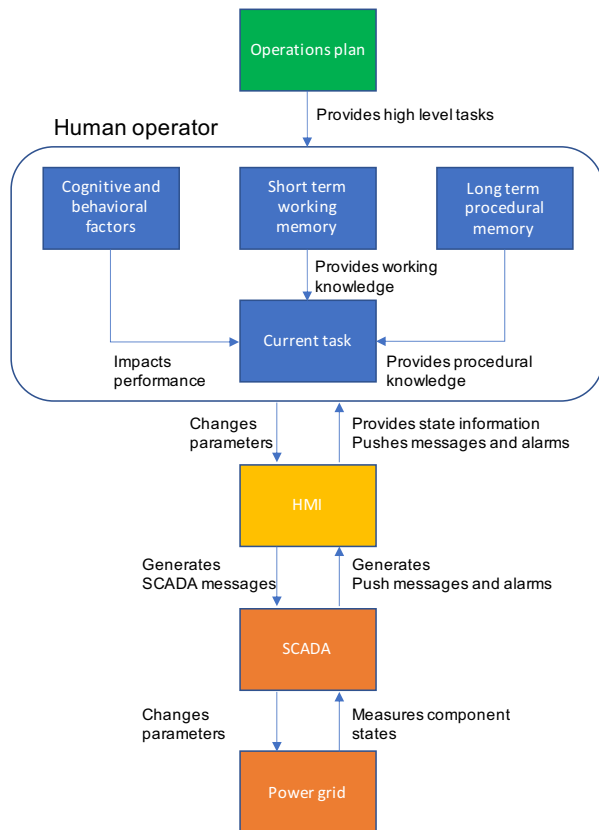 Operations plan
Provides high level tasks
Human operator
Cognitive and
behavioral
factors
Short term
working
memory
Long term
procedural
memory
Provides working
knowledge
Current task
Impacts
performance
Provides procedural
knowledge
Changes
parameters
Provides state information
Pushes messages and alarms
HMI
Generates
SCADA messages
Generates
Push messages and alarms
SCADA
Changes
parameters
Measures component
states
Power grid